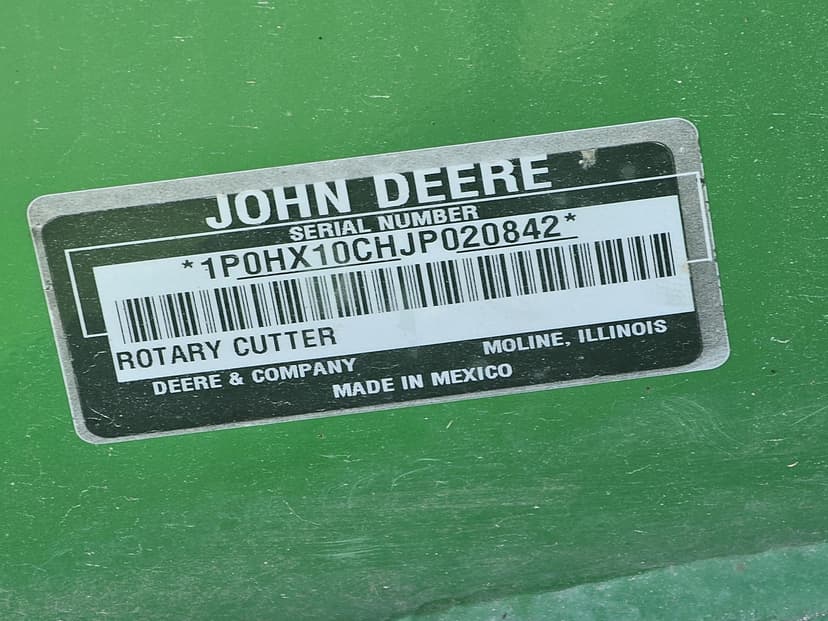 JOHN DEERE
SERIAL NUMBER
*1P0HX10CHJP020842*
ROTARY CUTTER
DEERE & COMPANY MOLINE, ILLINOIS
MADE IN MEXICO